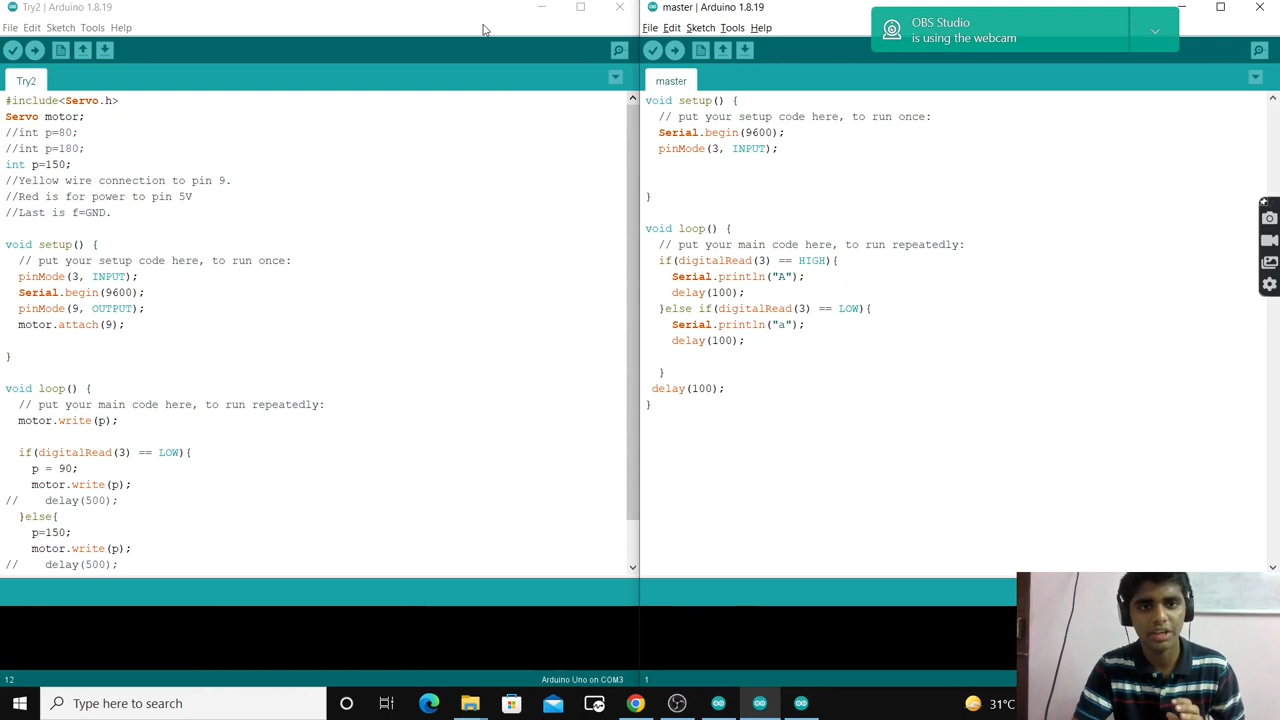 Try2 | Arduino 1.8.19
File Edit Sketch Tools Help
Try2
#include<Servo.h>
Servo motor;
//int p=80;
//int p=180;
int p=150;
//Yellow wire connection to pin 9.
//Red is for power to pin 5V
//Last is f=GND.
void setup() {
// put your setup code here, to run once:
pinMode(3, INPUT);
Serial.begin(9600);
pinMode(9, OUTPUT);
motor.attach(9);
}
void loop() {
// put your main code here, to run repeatedly:
motor.write(p);
if(digitalRead(3) == LOW){
p = 90;
motor.write(p);
// delay(500);
}else{
p=150;
motor.write(p);
// delay(500);
12
Arduino Uno on COM3
master | Arduino 1.8.19
File Edit Sketch Tools Help
OBS Studio
is using the webcam
master
void setup() {
// put your setup code here, to run once:
Serial.begin(9600);
pinMode(3, INPUT);
}
void loop() {
// put your main code here, to run repeatedly:
if(digitalRead(3) == HIGH){
Serial.println("A");
delay(100);
}else if(digitalRead(3) == LOW){
Serial.println("a");
delay(100);
}
delay(100);
}
1
Type here to search
31°C